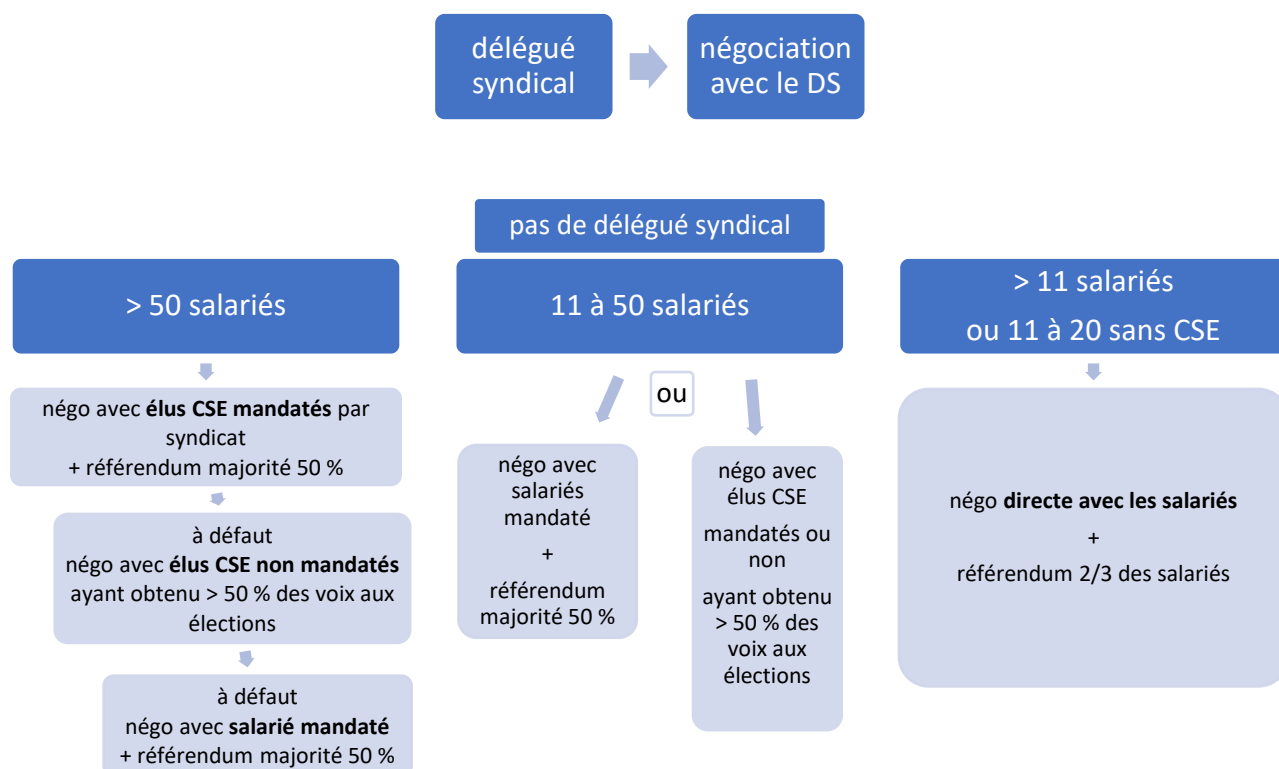 délégué
syndical
négociation
avec le DS
pas de délégué syndical
> 50 salariés
négo avec élus CSE mandatés par
syndicat
+ référendum majorité 50 %
à défaut
négo avec élus CSE non mandatés
ayant obtenu > 50 % des voix aux
élections
à défaut
négo avec salarié mandaté
+ référendum majorité 50 %
11 à 50 salariés
ou
négo avec
salariés
mandaté
+
référendum
majorité 50 %
négo avec
élus CSE
mandatés ou
non
ayant obtenu
> 50 % des
voix aux
élections
> 11 salariés
ou 11 à 20 sans CSE
négo directe avec les salariés
+
référendum 2/3 des salariés